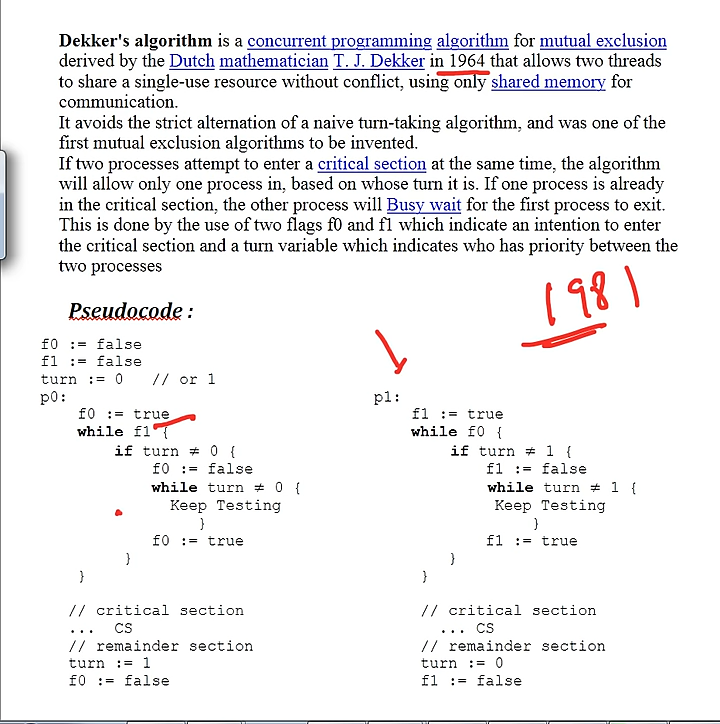 Dekker's algorithm is a concurrent programming algorithm for mutual exclusion
derived by the Dutch mathematician T. J. Dekker in 1964 that allows two threads
to share a single-use resource without conflict, using only shared memory for
communication.
It avoids the strict alternation of a naive turn-taking algorithm, and was one of the
first mutual exclusion algorithms to be invented.
If two processes attempt to enter a critical section at the same time, the algorithm
will allow only one process in, based on whose turn it is. If one process is already
in the critical section, the other process will Busy wait for the first process to exit.
This is done by the use of two flags f0 and f1 which indicate an intention to enter
the critical section and a turn variable which indicates who has priority between the
two processes
1981
Pseudocode :
f0 := false
f1 := false
turn := 0   // or 1
p0:
f0 := true
while f1 {
if turn ≠ 0 {
f0 := false
while turn ≠ 0 {
Keep Testing
}
f0 := true
}
}
// critical section
... CS
// remainder section
turn := 1
f0 := false
p1:
f1 := true
while f0 {
if turn ≠ 1 {
f1 := false
while turn ≠ 1 {
Keep Testing
}
f1 := true
}
}
// critical section
... CS
// remainder section
turn := 0
f1 := false